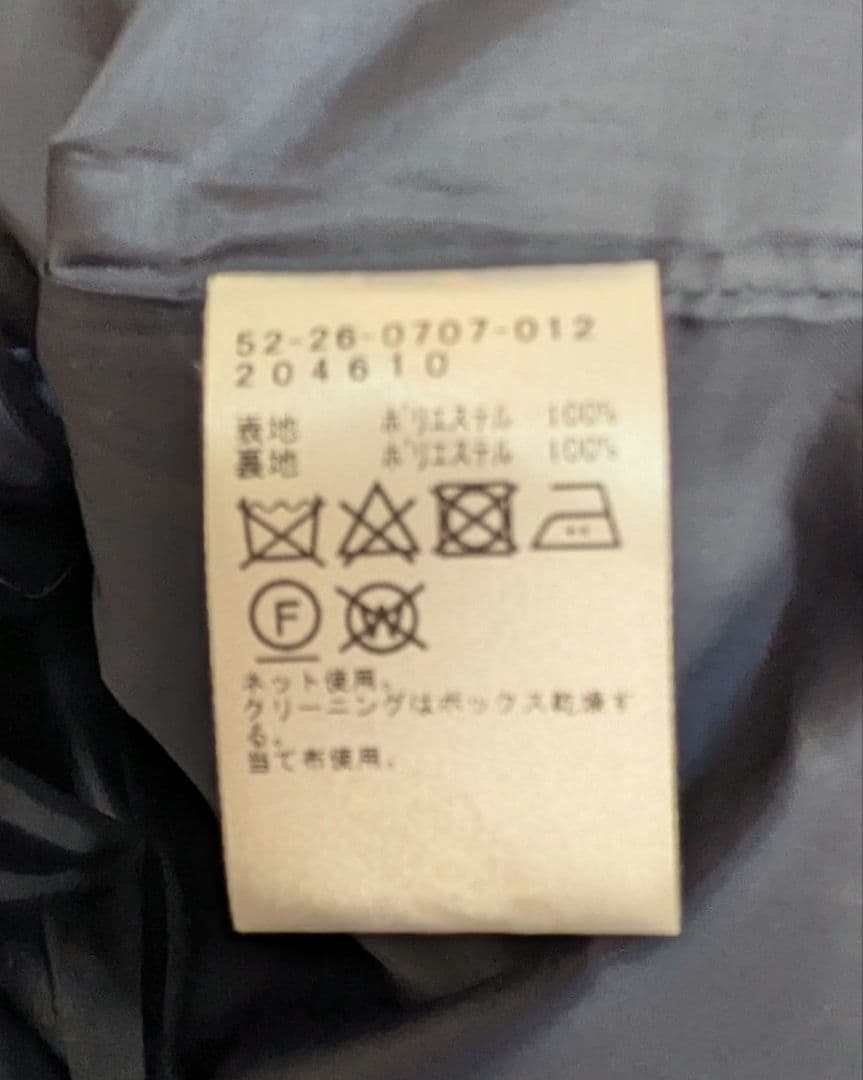 52-26-0707-012
204610
表地 ポリエステル 100%
裏地 ポリエステル 100%
F W
ネット使用。
クリーニングはボックス乾燥す
る。
当て布使用。